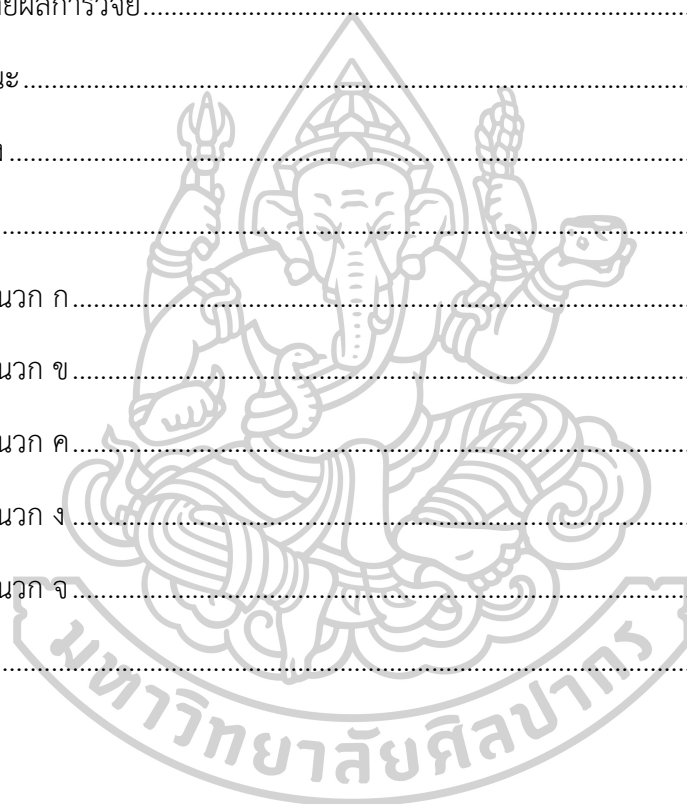 ยผลการวิจัย
นะ
นวก ก
นวก ข
นวก ค
นวก ง
นวก จ
มหาวิทยาลัยศิลปากร